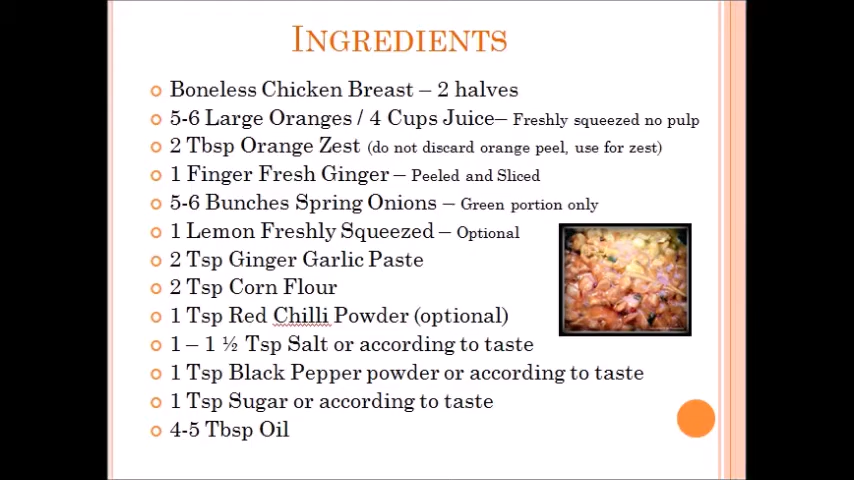 INGREDIENTS
Boneless Chicken Breast – 2 halves
5-6 Large Oranges / 4 Cups Juice– Freshly squeezed no pulp
2 Tbsp Orange Zest (do not discard orange peel, use for zest)
1 Finger Fresh Ginger – Peeled and Sliced
5-6 Bunches Spring Onions – Green portion only
1 Lemon Freshly Squeezed – Optional
2 Tsp Ginger Garlic Paste
2 Tsp Corn Flour
1 Tsp Red Chilli Powder (optional)
1 – 1 ½ Tsp Salt or according to taste
1 Tsp Black Pepper powder or according to taste
1 Tsp Sugar or according to taste
4-5 Tbsp Oil